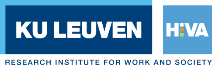 KU LEUVEN HIVA
RESEARCH INSTITUTE FOR WORK AND SOCIETY